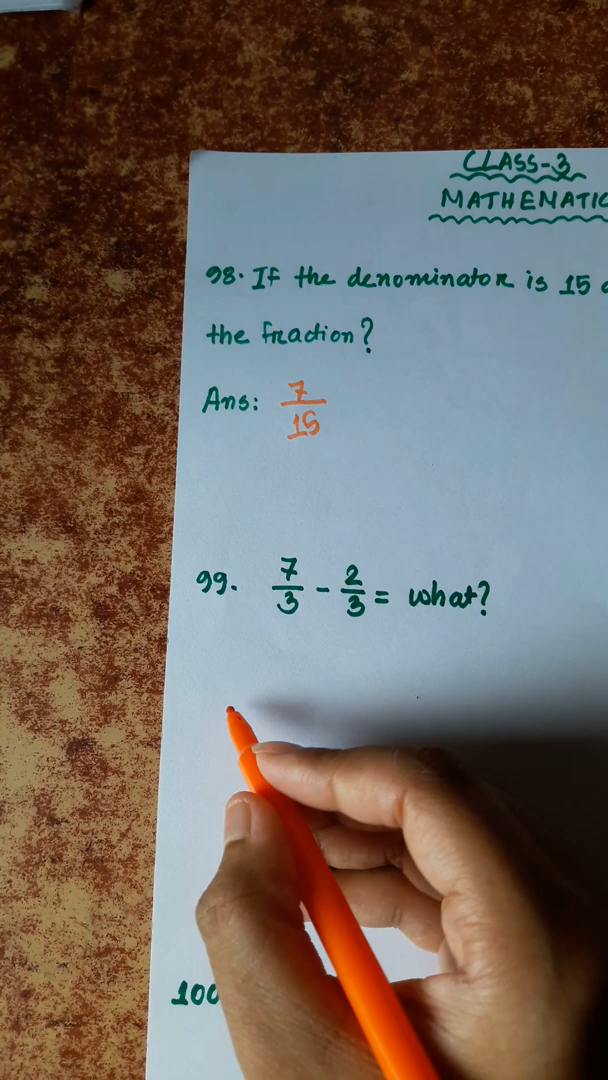 CLASS-3
MATHEMATIC
98. If the denominator is 15
the fraction?
Ans: 7/15
99. 7/3 - 2/3 = what?
100